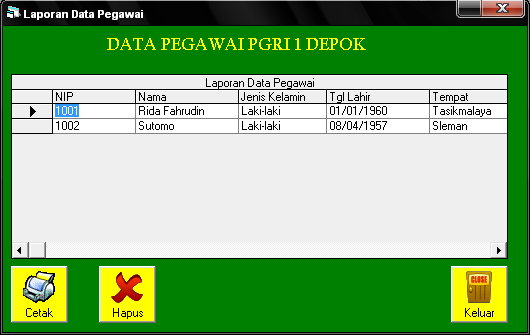 Laporan Data Pegawai
DATA PEGAWAI PGRI 1 DEPOK
Laporan Data Pegawai
NIP Nama Jenis Kelamin Tgl Lahir Tempat
1001 Rida Fahrudin Laki-laki 01/01/1960 Tasikmalaya
1002 Sutomo Laki-laki 08/04/1957 Sleman
CLOSE
Cetak Hapus Keluar